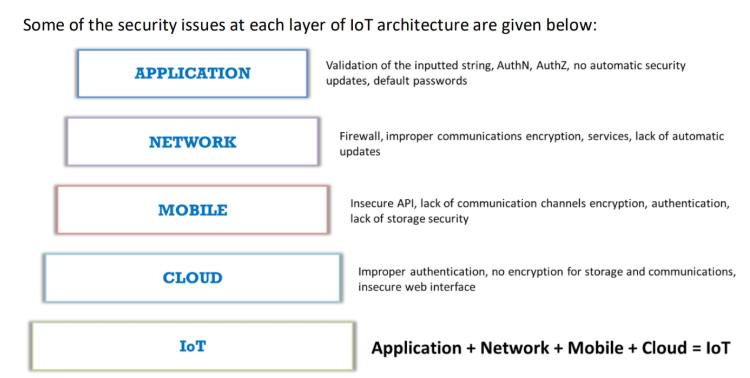 Some of the security issues at each layer of IoT architecture are given below:
APPLICATION
Validation of the inputted string, AuthN, AuthZ, no automatic security
updates, default passwords
NETWORK
Firewall, improper communications encryption, services, lack of automatic
updates
MOBILE
Insecure API, lack of communication channels encryption, authentication,
lack of storage security
CLOUD
Improper authentication, no encryption for storage and communications,
insecure web interface
IoT
Application + Network + Mobile + Cloud = IoT